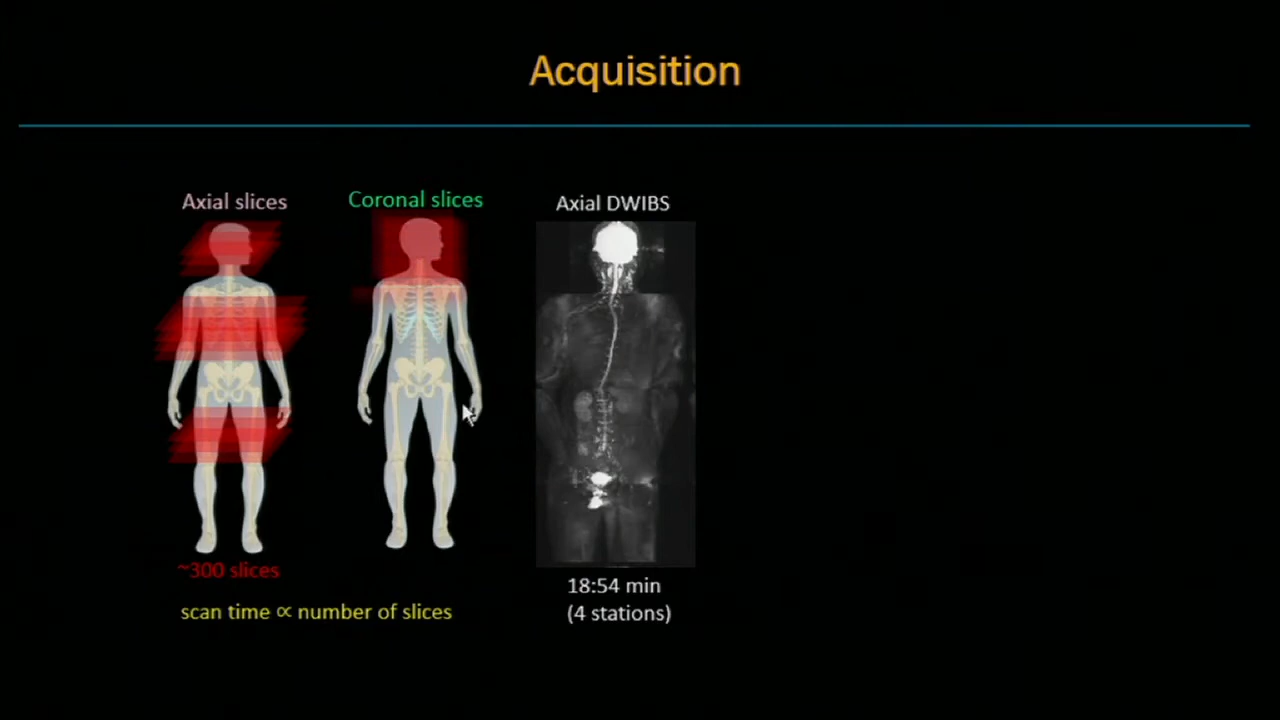 Acquisition
Axial slices
Coronal slices
Axial DWIBS
~300 slices
scan time ∝ number of slices
18:54 min
(4 stations)